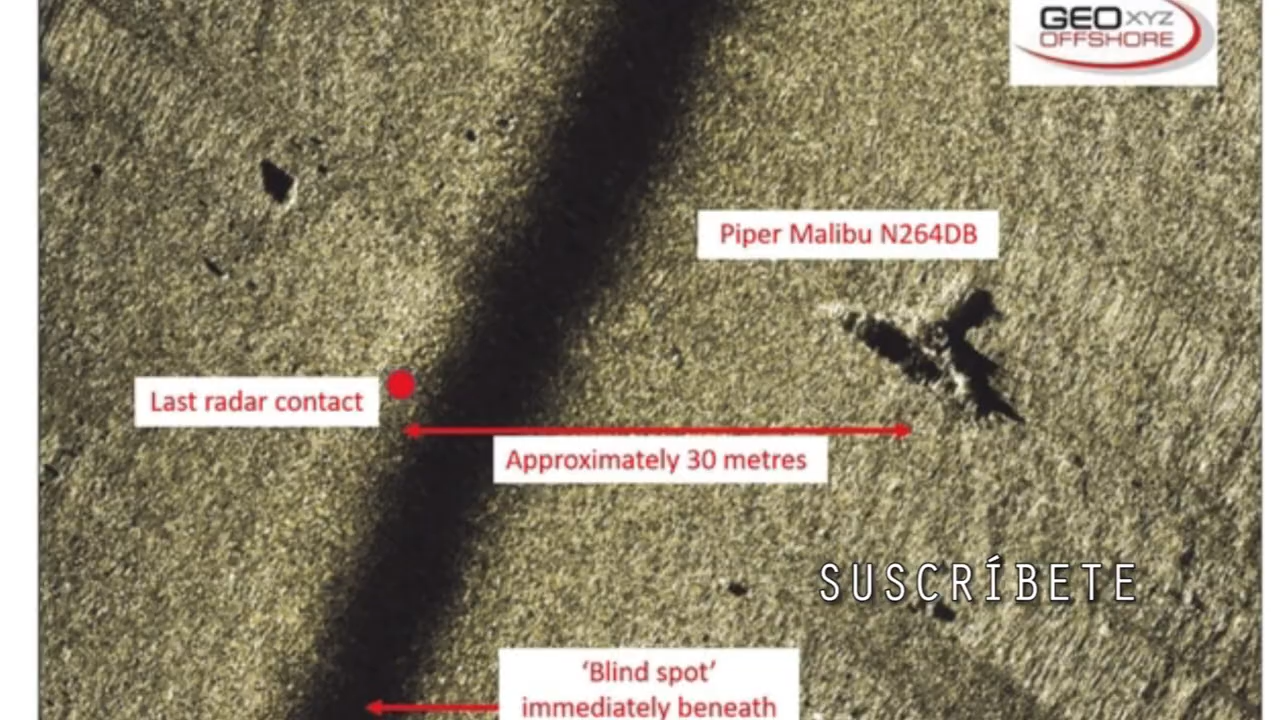 GEO XYZ
OFFSHORE
Piper Malibu N264DB
Last radar contact
Approximately 30 metres
SUSCRÍBETE
‘Blind spot’
immediately beneath